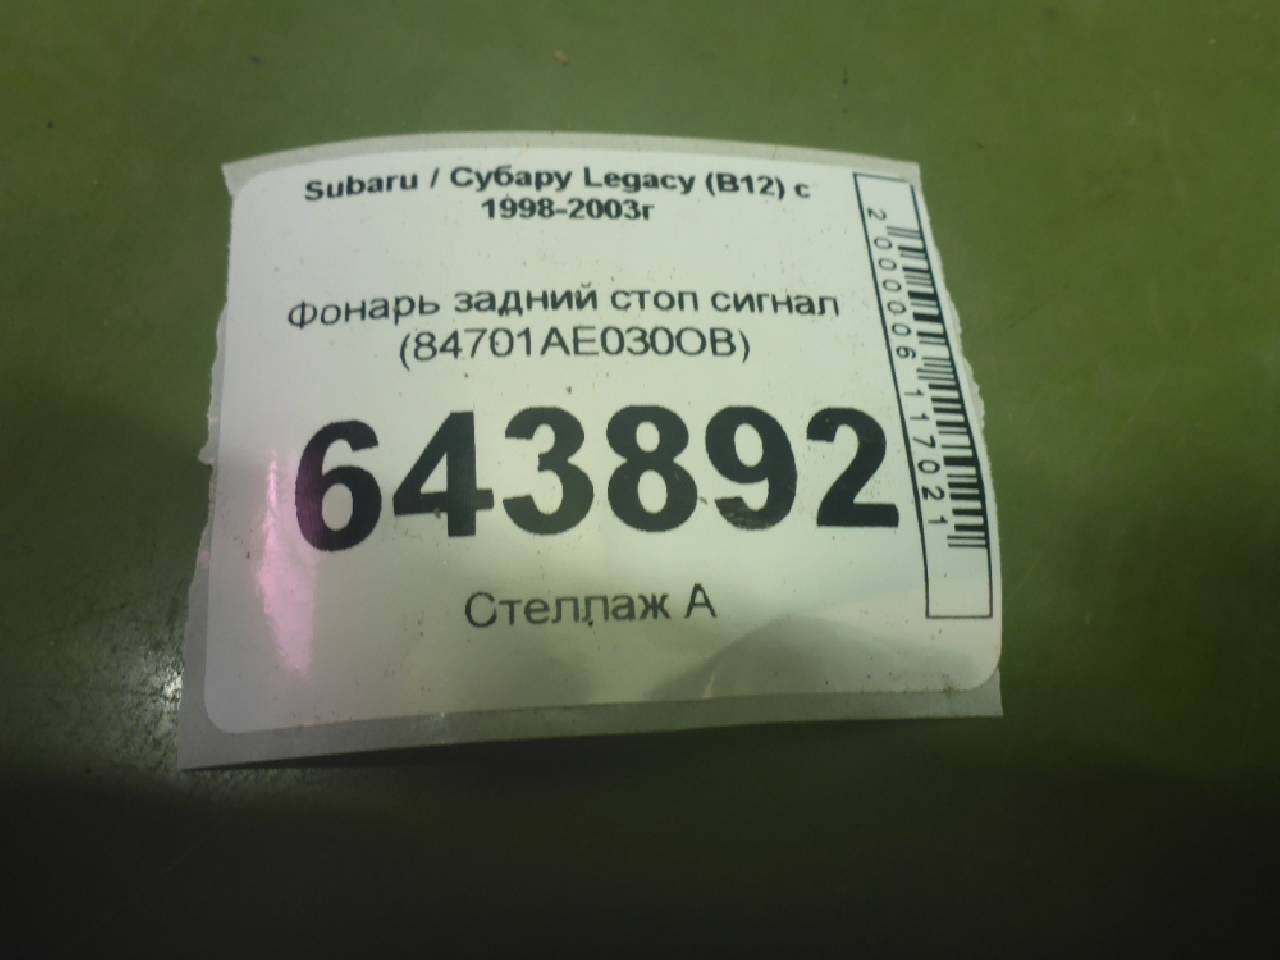 Subaru / Субару Legacy (B12) с
1998-2003г
Фонарь задний стоп сигнал
(84701AE030OB)
643892
Стеллаж А
2000006117021